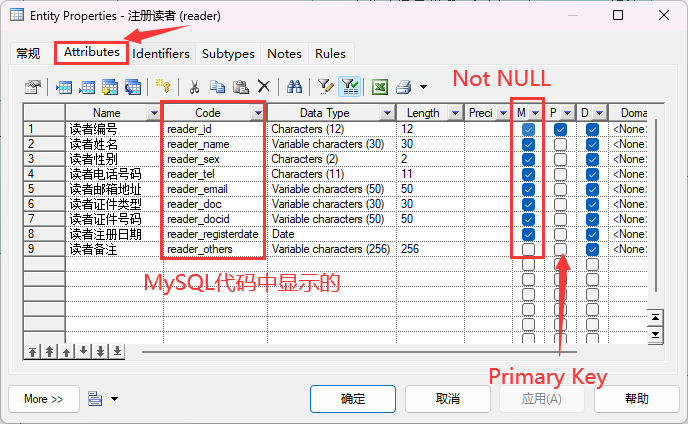 Entity Properties - 注册读者 (reader)
常规 Attributes Identifiers Subtypes Notes Rules
Not NULL
Name Code Data Type Length Preci M P D Doma
1 读者编号 reader_id Characters (12) 12 <None>
2 读者姓名 reader_name Variable characters (30) 30 <None>
3 读者性别 reader_sex Characters (2) 2 <None>
4 读者电话号码 reader_tel Characters (11) 11 <None>
5 读者邮箱地址 reader_email Variable characters (50) 50 <None>
6 读者证件类型 reader_doc Variable characters (30) 30 <None>
7 读者证件号码 reader_docid Variable characters (50) 50 <None>
8 读者注册日期 reader_registerdate Date <None>
9 读者备注 reader_others Variable characters (256) 256 <None>
MySQL代码中显示的
Primary Key
More >> 确定 取消 应用(A) 帮助